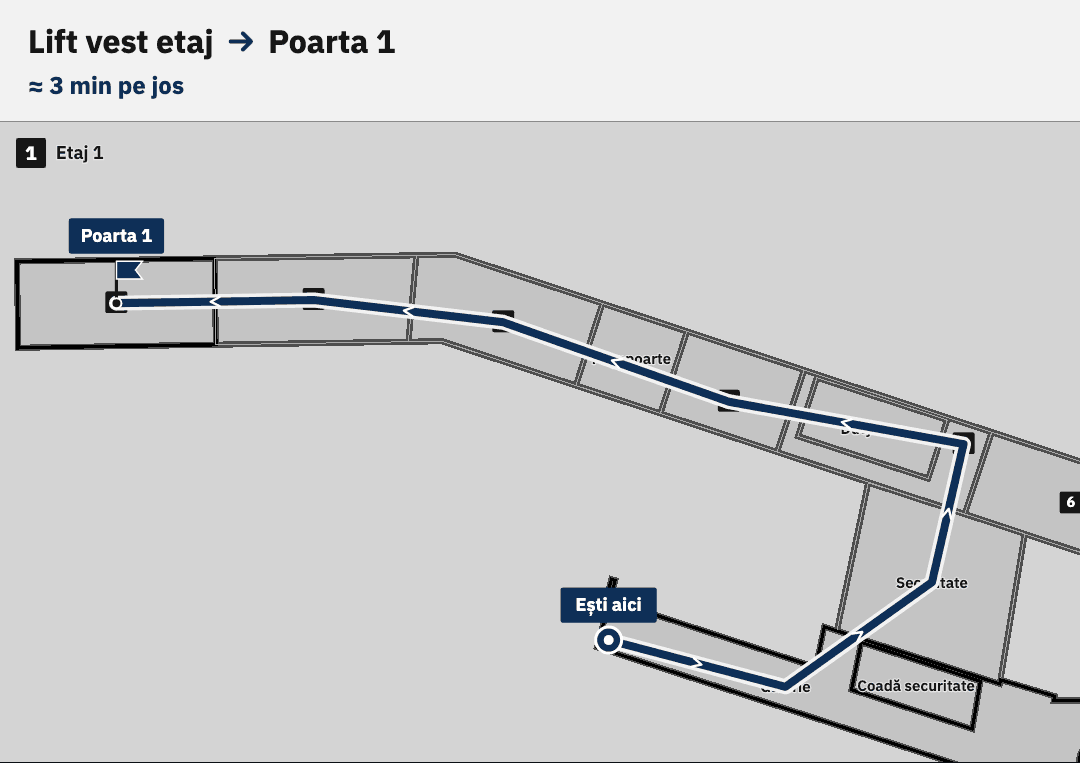 Lift vest etaj → Poarta 1
≈ 3 min pe jos
1 Etaj 1
Poarta 1
poarte
6
Ești aici
Coadă securitate